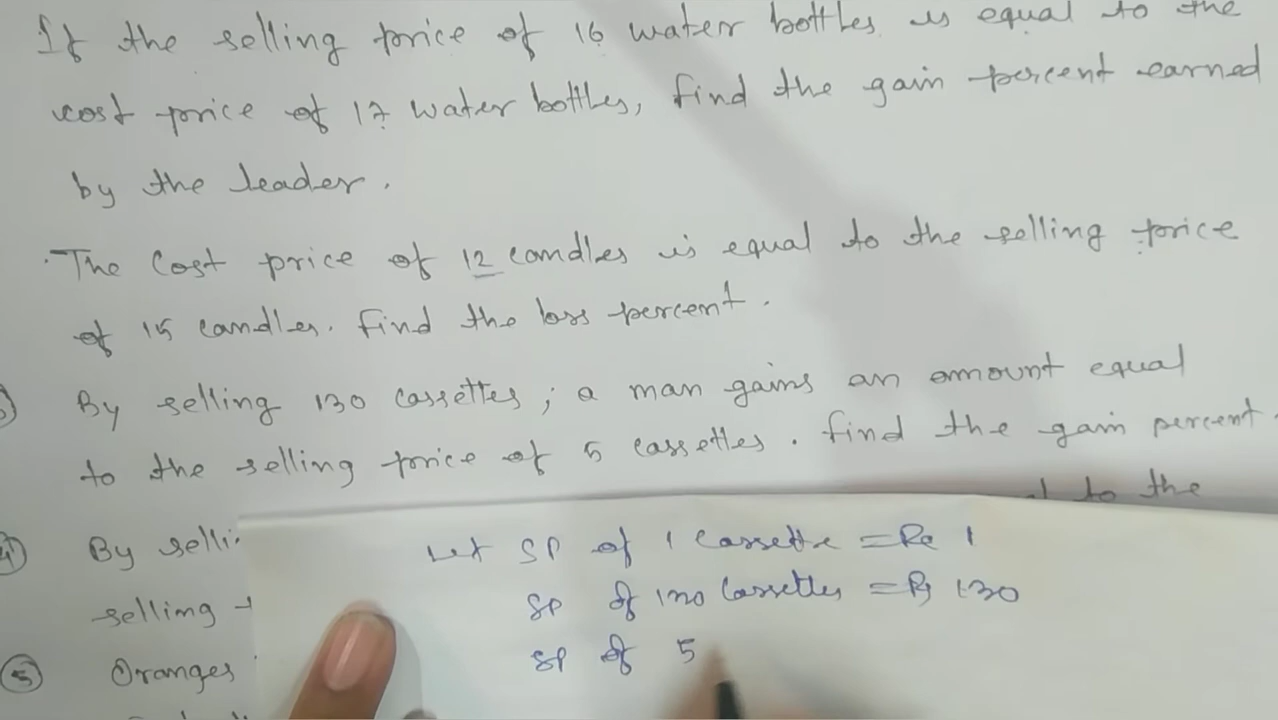 If the selling price of 16 water bottles is equal to the
cost price of 17 water bottles, find the gain percent earned
by the leader.
The Cost price of 12 candles is equal to the selling price
of 15 candles. Find the loss percent.
By selling 130 cassettes ; a man gains an amount equal
to the selling price of 5 cassettes. find the gain percent.
to the
④ By selli
selling
⑤ Oranges
Let SP of 1 Cassette = Re 1
SP of 130 Cassettes = Rs 130
SP of 5